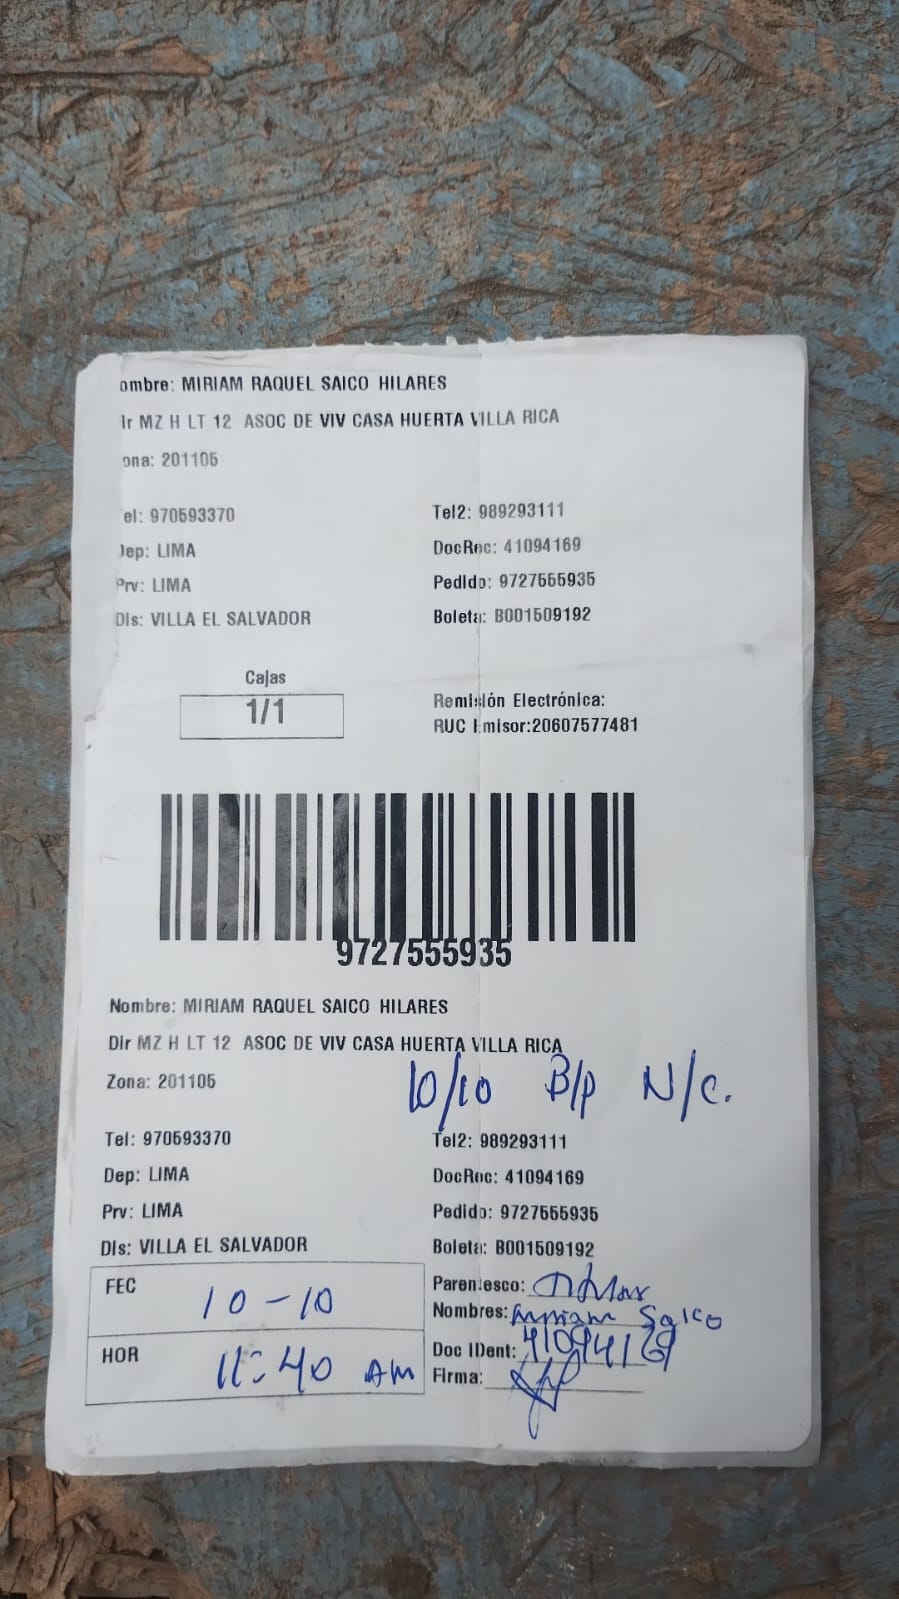 ombre: MIRIAM RAQUEL SAICO HILARES
Ir MZ H LT 12 ASOC DE VIV CASA HUERTA VILLA RICA
ona: 201105
el: 970593370 Tel2: 989293111
Dep: LIMA DocRec: 41094169
Prv: LIMA Pedido: 9727555935
Dis: VILLA EL SALVADOR Boleta: B001509192
Cajas
1/1
Remisión Electrónica:
RUC Emisor:20607577481
9727555935
Nombre: MIRIAM RAQUEL SAICO HILARES
Dir MZ H LT 12 ASOC DE VIV CASA HUERTA VILLA RICA
Zona: 201105
10/10 B/P N/C.
Tel: 970593370 Tel2: 989293111
Dep: LIMA DocRec: 41094169
Prv: LIMA Pedido: 9727555935
Dis: VILLA EL SALVADOR Boleta: B001509192
FEC 10-10
Parentesco:
Nombres: Miriam Saico
HOR 11:40 AM
Doc IDent: 41094169
Firma: